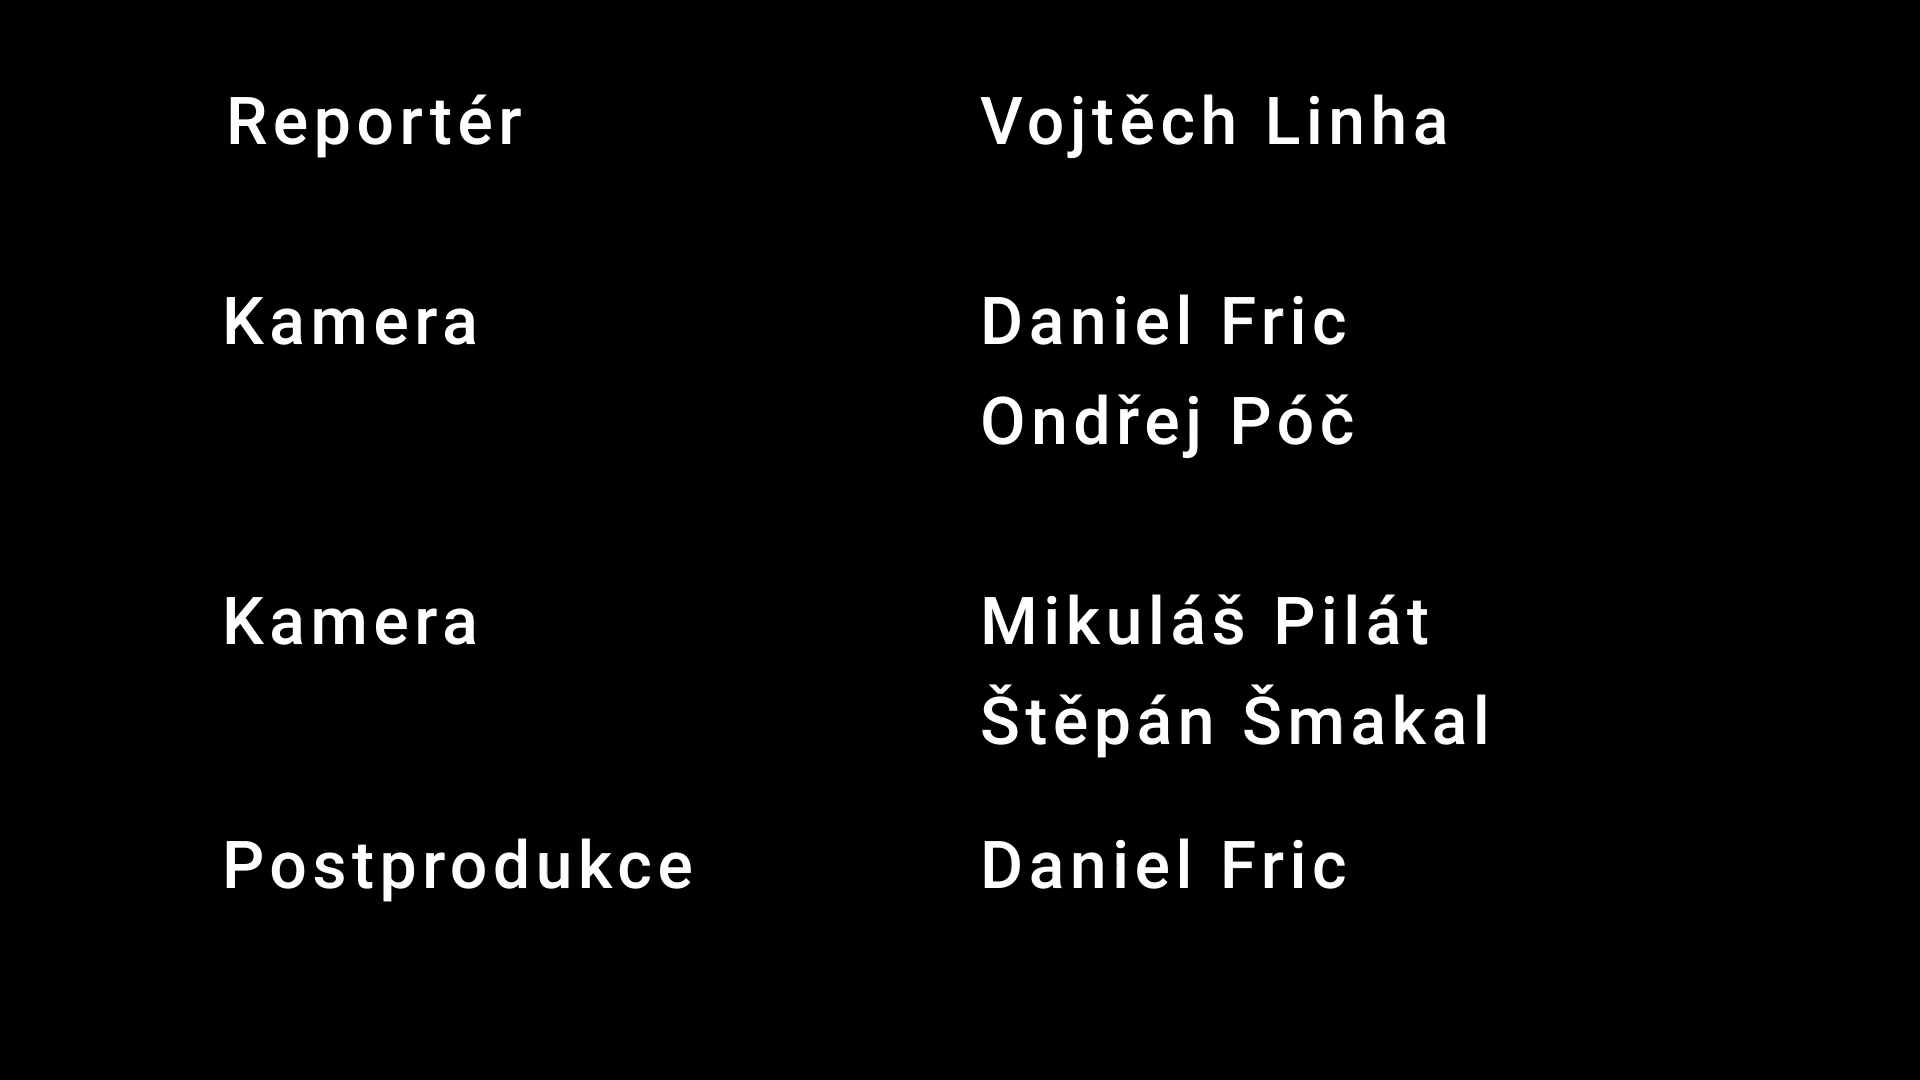 Reportér Vojtěch Linha
Kamera Daniel Fric
Ondřej Póč
Kamera Mikuláš Pilát
Štěpán Šmakal
Postprodukce Daniel Fric